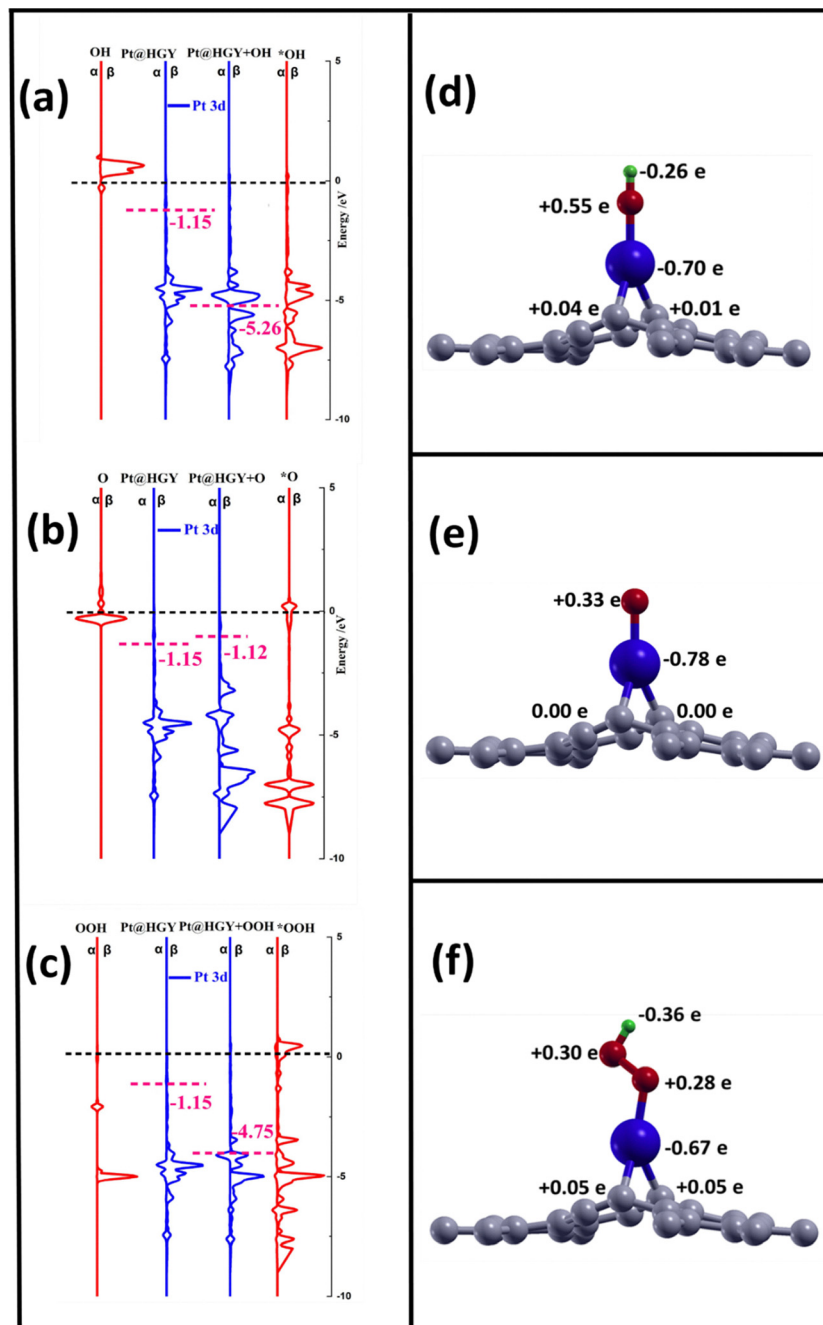 OH Pt@HGY Pt@HGY+OH *OH
α β α β α β α β
5
(a)
Pt 3d
0
Energy /eV
-1.15
-5
-5.26
-10
(d)
-0.26 e
+0.55 e
-0.70 e
+0.04 e +0.01 e
O Pt@HGY Pt@HGY+O *O
α β α β α β α β
5
(b)
Pt 3d
0
Energy /eV
-1.15 -1.12
-5
-10
(e)
+0.33 e
-0.78 e
0.00 e 0.00 e
OOH Pt@HGY Pt@HGY+OOH *OOH
α β α β α β α β
5
(c)
Pt 3d
0
Energy /eV
-1.15
-4.75
-5
-10
(f)
-0.36 e
+0.30 e
+0.28 e
-0.67 e
+0.05 e +0.05 e